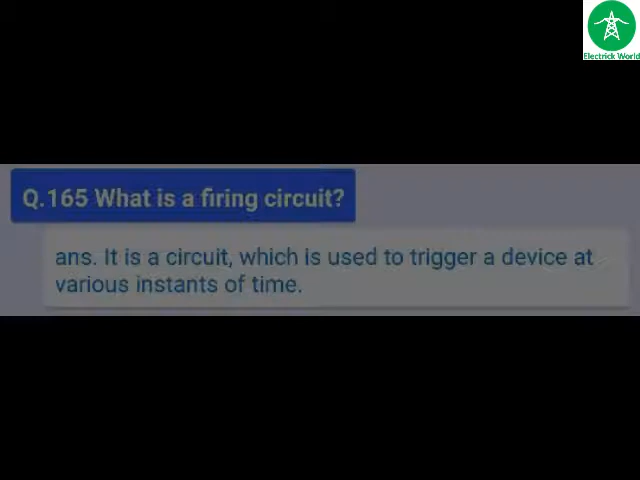 Electrick World
Q.165 What is a firing circuit?
ans. It is a circuit, which is used to trigger a device at
various instants of time.